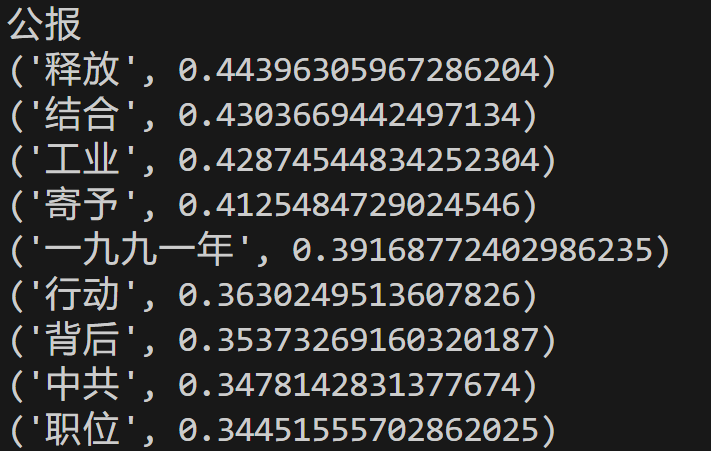 公报
('释放', 0.44396305967286204)
('结合', 0.4303669442497134)
('工业', 0.42874544834252304)
('寄予', 0.4125484729024546)
('一九九一年', 0.39168772402986235)
('行动', 0.3630249513607826)
('背后', 0.35373269160320187)
('中共', 0.3478142831377674)
('职位', 0.34451555702862025)